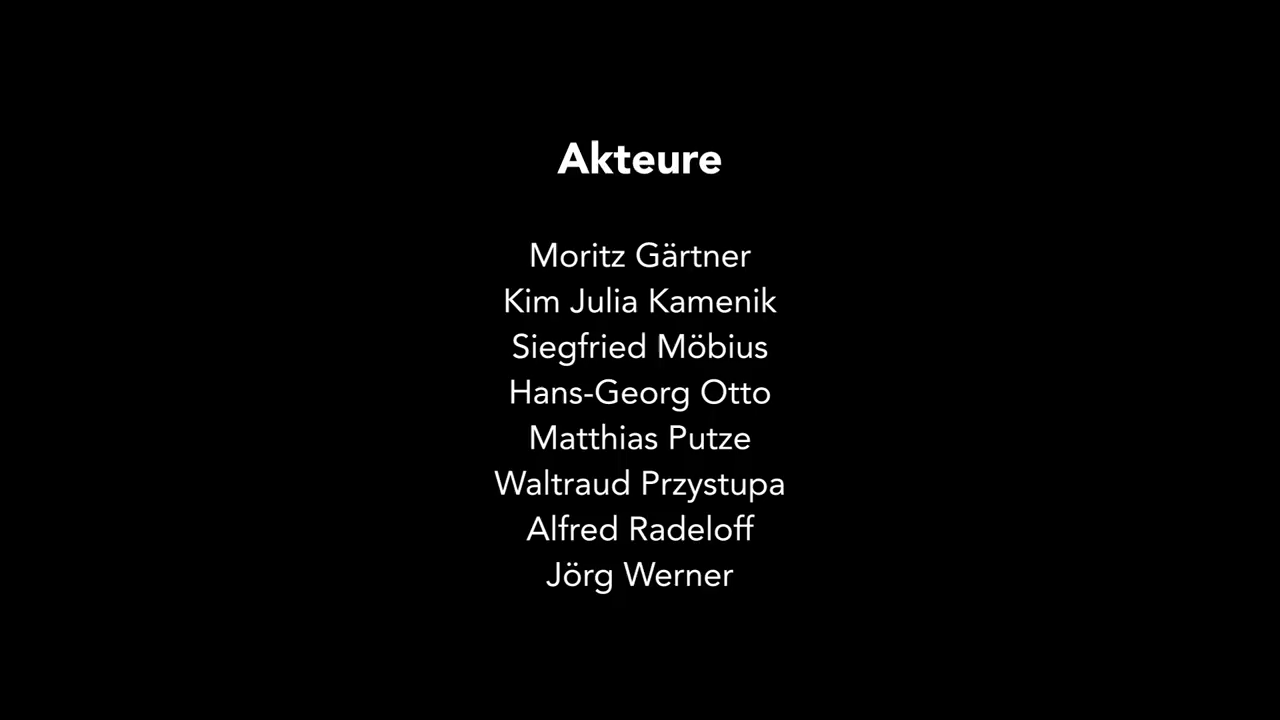 Akteure
Moritz Gärtner
Kim Julia Kamenik
Siegfried Möbius
Hans-Georg Otto
Matthias Putze
Waltraud Przystupa
Alfred Radeloff
Jörg Werner